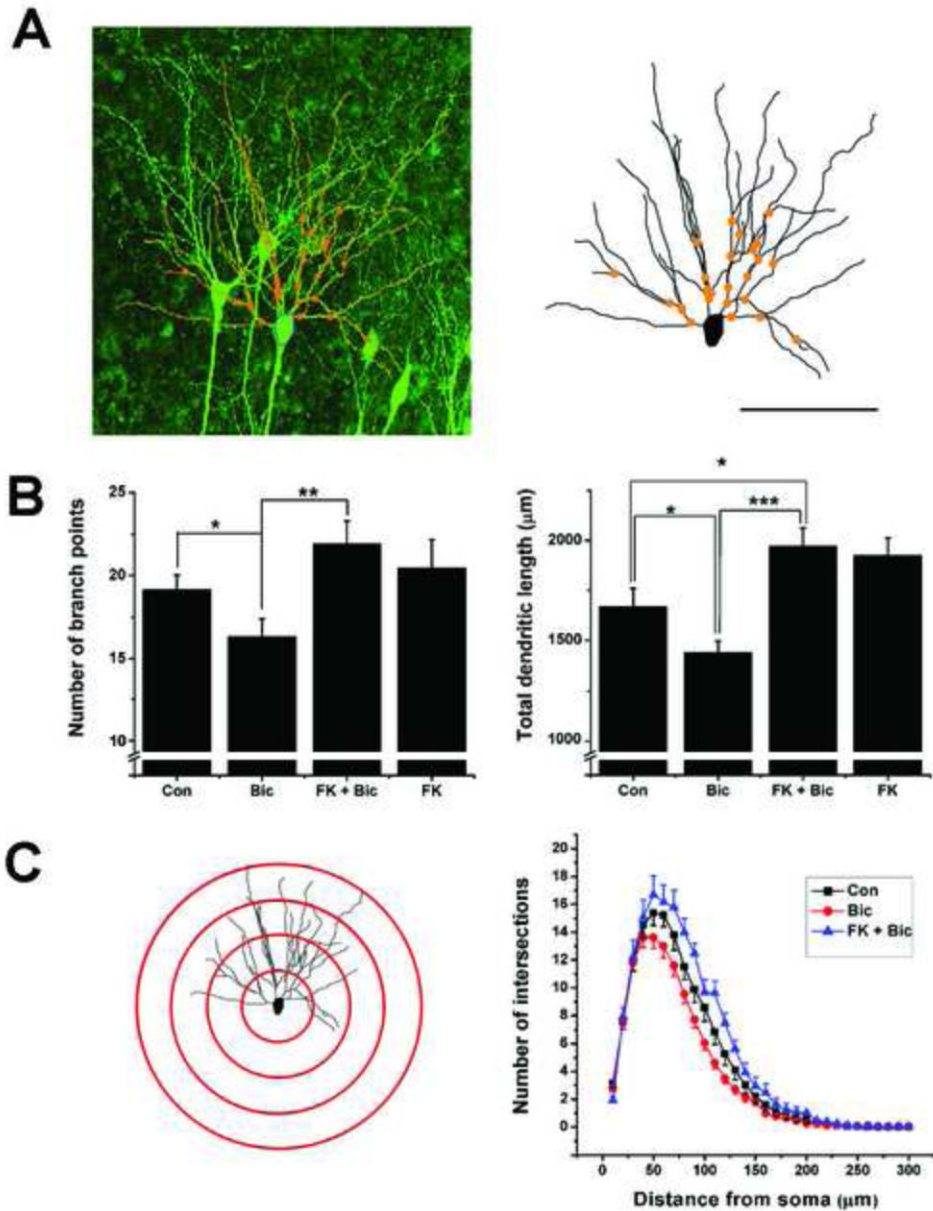 A
B
Number of branch points
25
20
15
10
*
**
Con Bic FK + Bic FK
Total dendritic length (μm)
2000
1500
1000
*
*
***
Con Bic FK + Bic FK
C
Number of intersections
20
18
16
14
12
10
8
6
4
2
0
Con
Bic
FK + Bic
0 50 100 150 200 250 300
Distance from soma (μm)